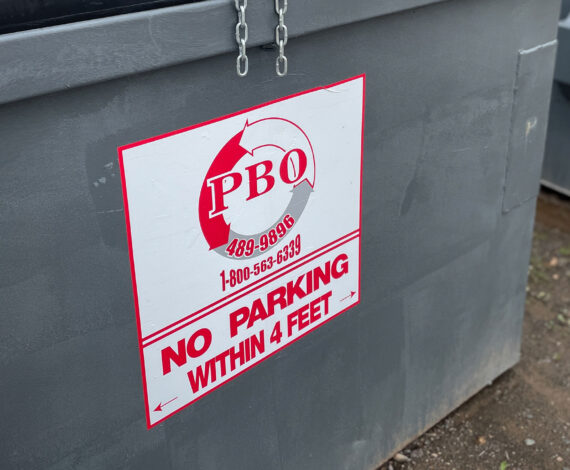 PBO
489-9896
1-800-563-6339
NO PARKING
WITHIN 4 FEET